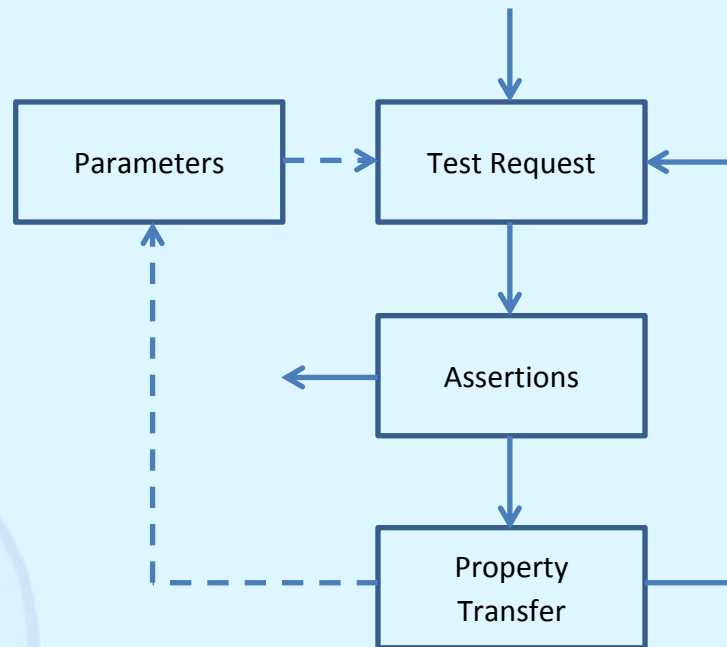 Parameters
Test Request
Assertions
Property
Transfer